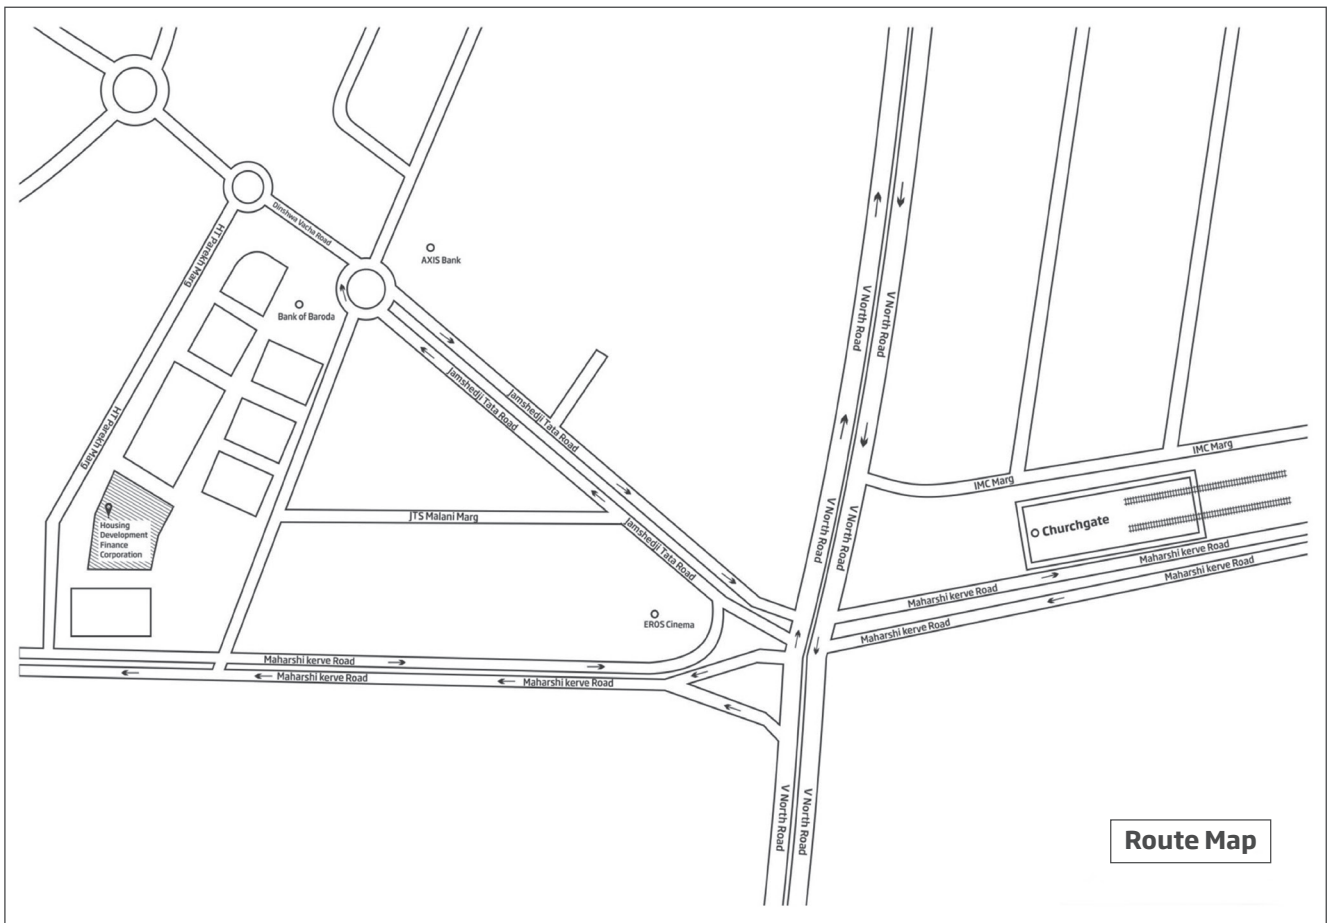 Dinshwa Vacha Road
HT Parekh Marg
AXIS Bank
Bank of Baroda
V North Road
V North Road
Jamshedji Tata Road
Jamshedji Tata Road
HT Parekh Marg
IMC Marg
IMC Marg
Housing
Development
Finance
Corporation
JTS Malani Marg
Jamshedji Tata Road
V North Road
V North Road
Churchgate
Maharshi kerve Road
Maharshi kerve Road
Maharshi kerve Road
Maharshi kerve Road
EROS Cinema
Maharshi kerve Road
Maharshi kerve Road
Maharshi kerve Road
V North Road
V North Road
Route Map